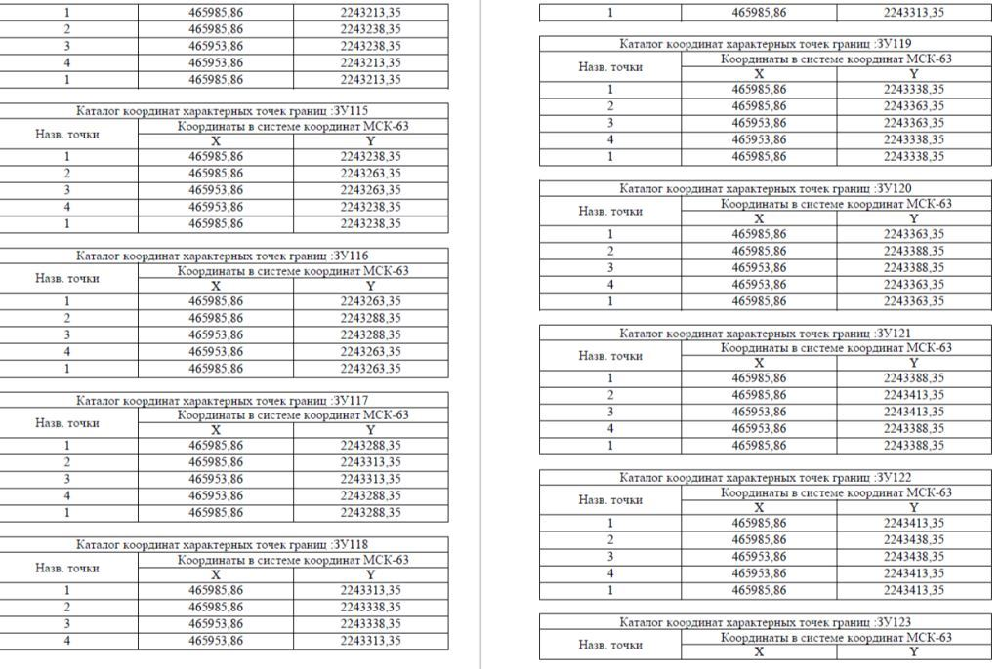 1 465985,86 2243213,35
2 465985,86 2243238,35
3 465953,86 2243238,35
4 465953,86 2243213,35
1 465985,86 2243213,35
Каталог координат характерных точек границ :ЗУ115
Назв. точки Координаты в системе координат МСК-63
X Y
1 465985,86 2243238,35
2 465985,86 2243263,35
3 465953,86 2243263,35
4 465953,86 2243238,35
1 465985,86 2243238,35
Каталог координат характерных точек границ :ЗУ116
Назв. точки Координаты в системе координат МСК-63
X Y
1 465985,86 2243263,35
2 465985,86 2243288,35
3 465953,86 2243288,35
4 465953,86 2243263,35
1 465985,86 2243263,35
Каталог координат характерных точек границ :ЗУ117
Назв. точки Координаты в системе координат МСК-63
X Y
1 465985,86 2243288,35
2 465985,86 2243313,35
3 465953,86 2243313,35
4 465953,86 2243288,35
1 465985,86 2243288,35
Каталог координат характерных точек границ :ЗУ118
Назв. точки Координаты в системе координат МСК-63
X Y
1 465985,86 2243313,35
2 465985,86 2243338,35
3 465953,86 2243338,35
4 465953,86 2243313,35
1 465985,86 2243313,35
Каталог координат характерных точек границ :ЗУ119
Назв. точки Координаты в системе координат МСК-63
X Y
1 465985,86 2243338,35
2 465985,86 2243363,35
3 465953,86 2243363,35
4 465953,86 2243338,35
1 465985,86 2243338,35
Каталог координат характерных точек границ :ЗУ120
Назв. точки Координаты в системе координат МСК-63
X Y
1 465985,86 2243363,35
2 465985,86 2243388,35
3 465953,86 2243388,35
4 465953,86 2243363,35
1 465985,86 2243363,35
Каталог координат характерных точек границ :ЗУ121
Назв. точки Координаты в системе координат МСК-63
X Y
1 465985,86 2243388,35
2 465985,86 2243413,35
3 465953,86 2243413,35
4 465953,86 2243388,35
1 465985,86 2243388,35
Каталог координат характерных точек границ :ЗУ122
Назв. точки Координаты в системе координат МСК-63
X Y
1 465985,86 2243413,35
2 465985,86 2243438,35
3 465953,86 2243438,35
4 465953,86 2243413,35
1 465985,86 2243413,35
Каталог координат характерных точек границ :ЗУ123
Назв. точки Координаты в системе координат МСК-63
X Y